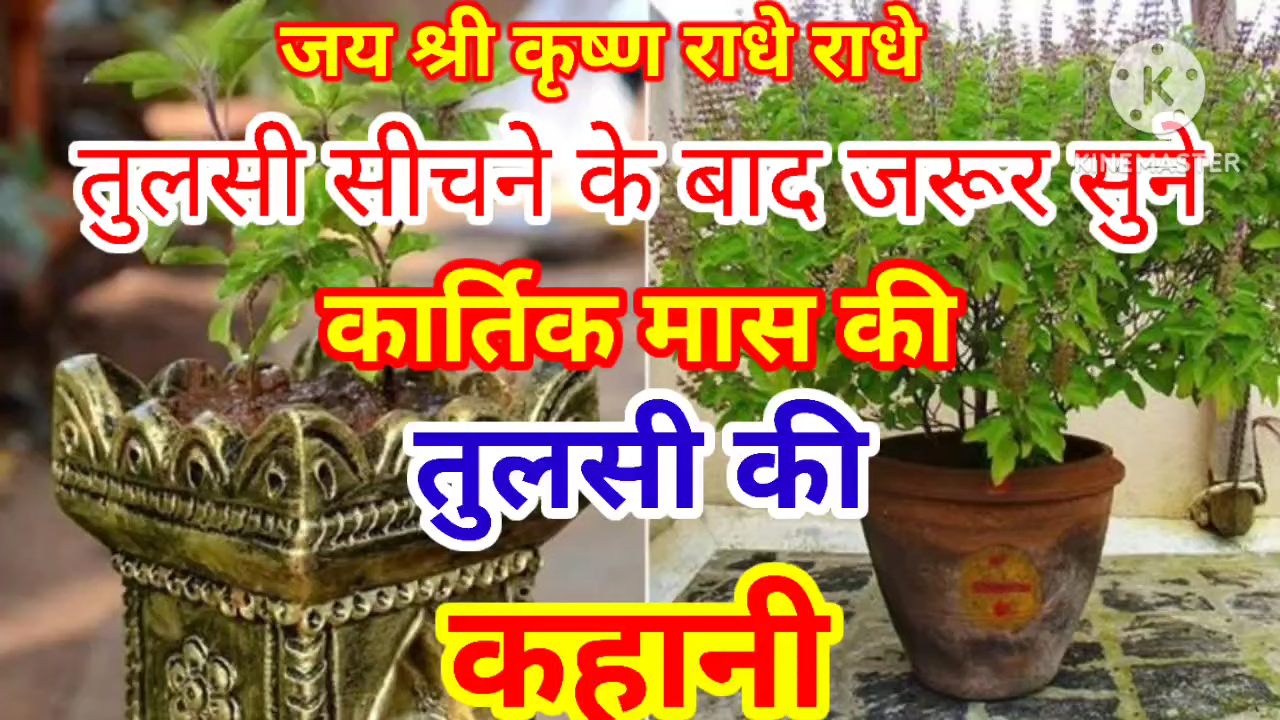 जय श्री कृष्ण राधे राधे
K
KINEMASTER
तुलसी सीचने के बाद जरूर सुने
कार्तिक मास की
तुलसी की
कहानी